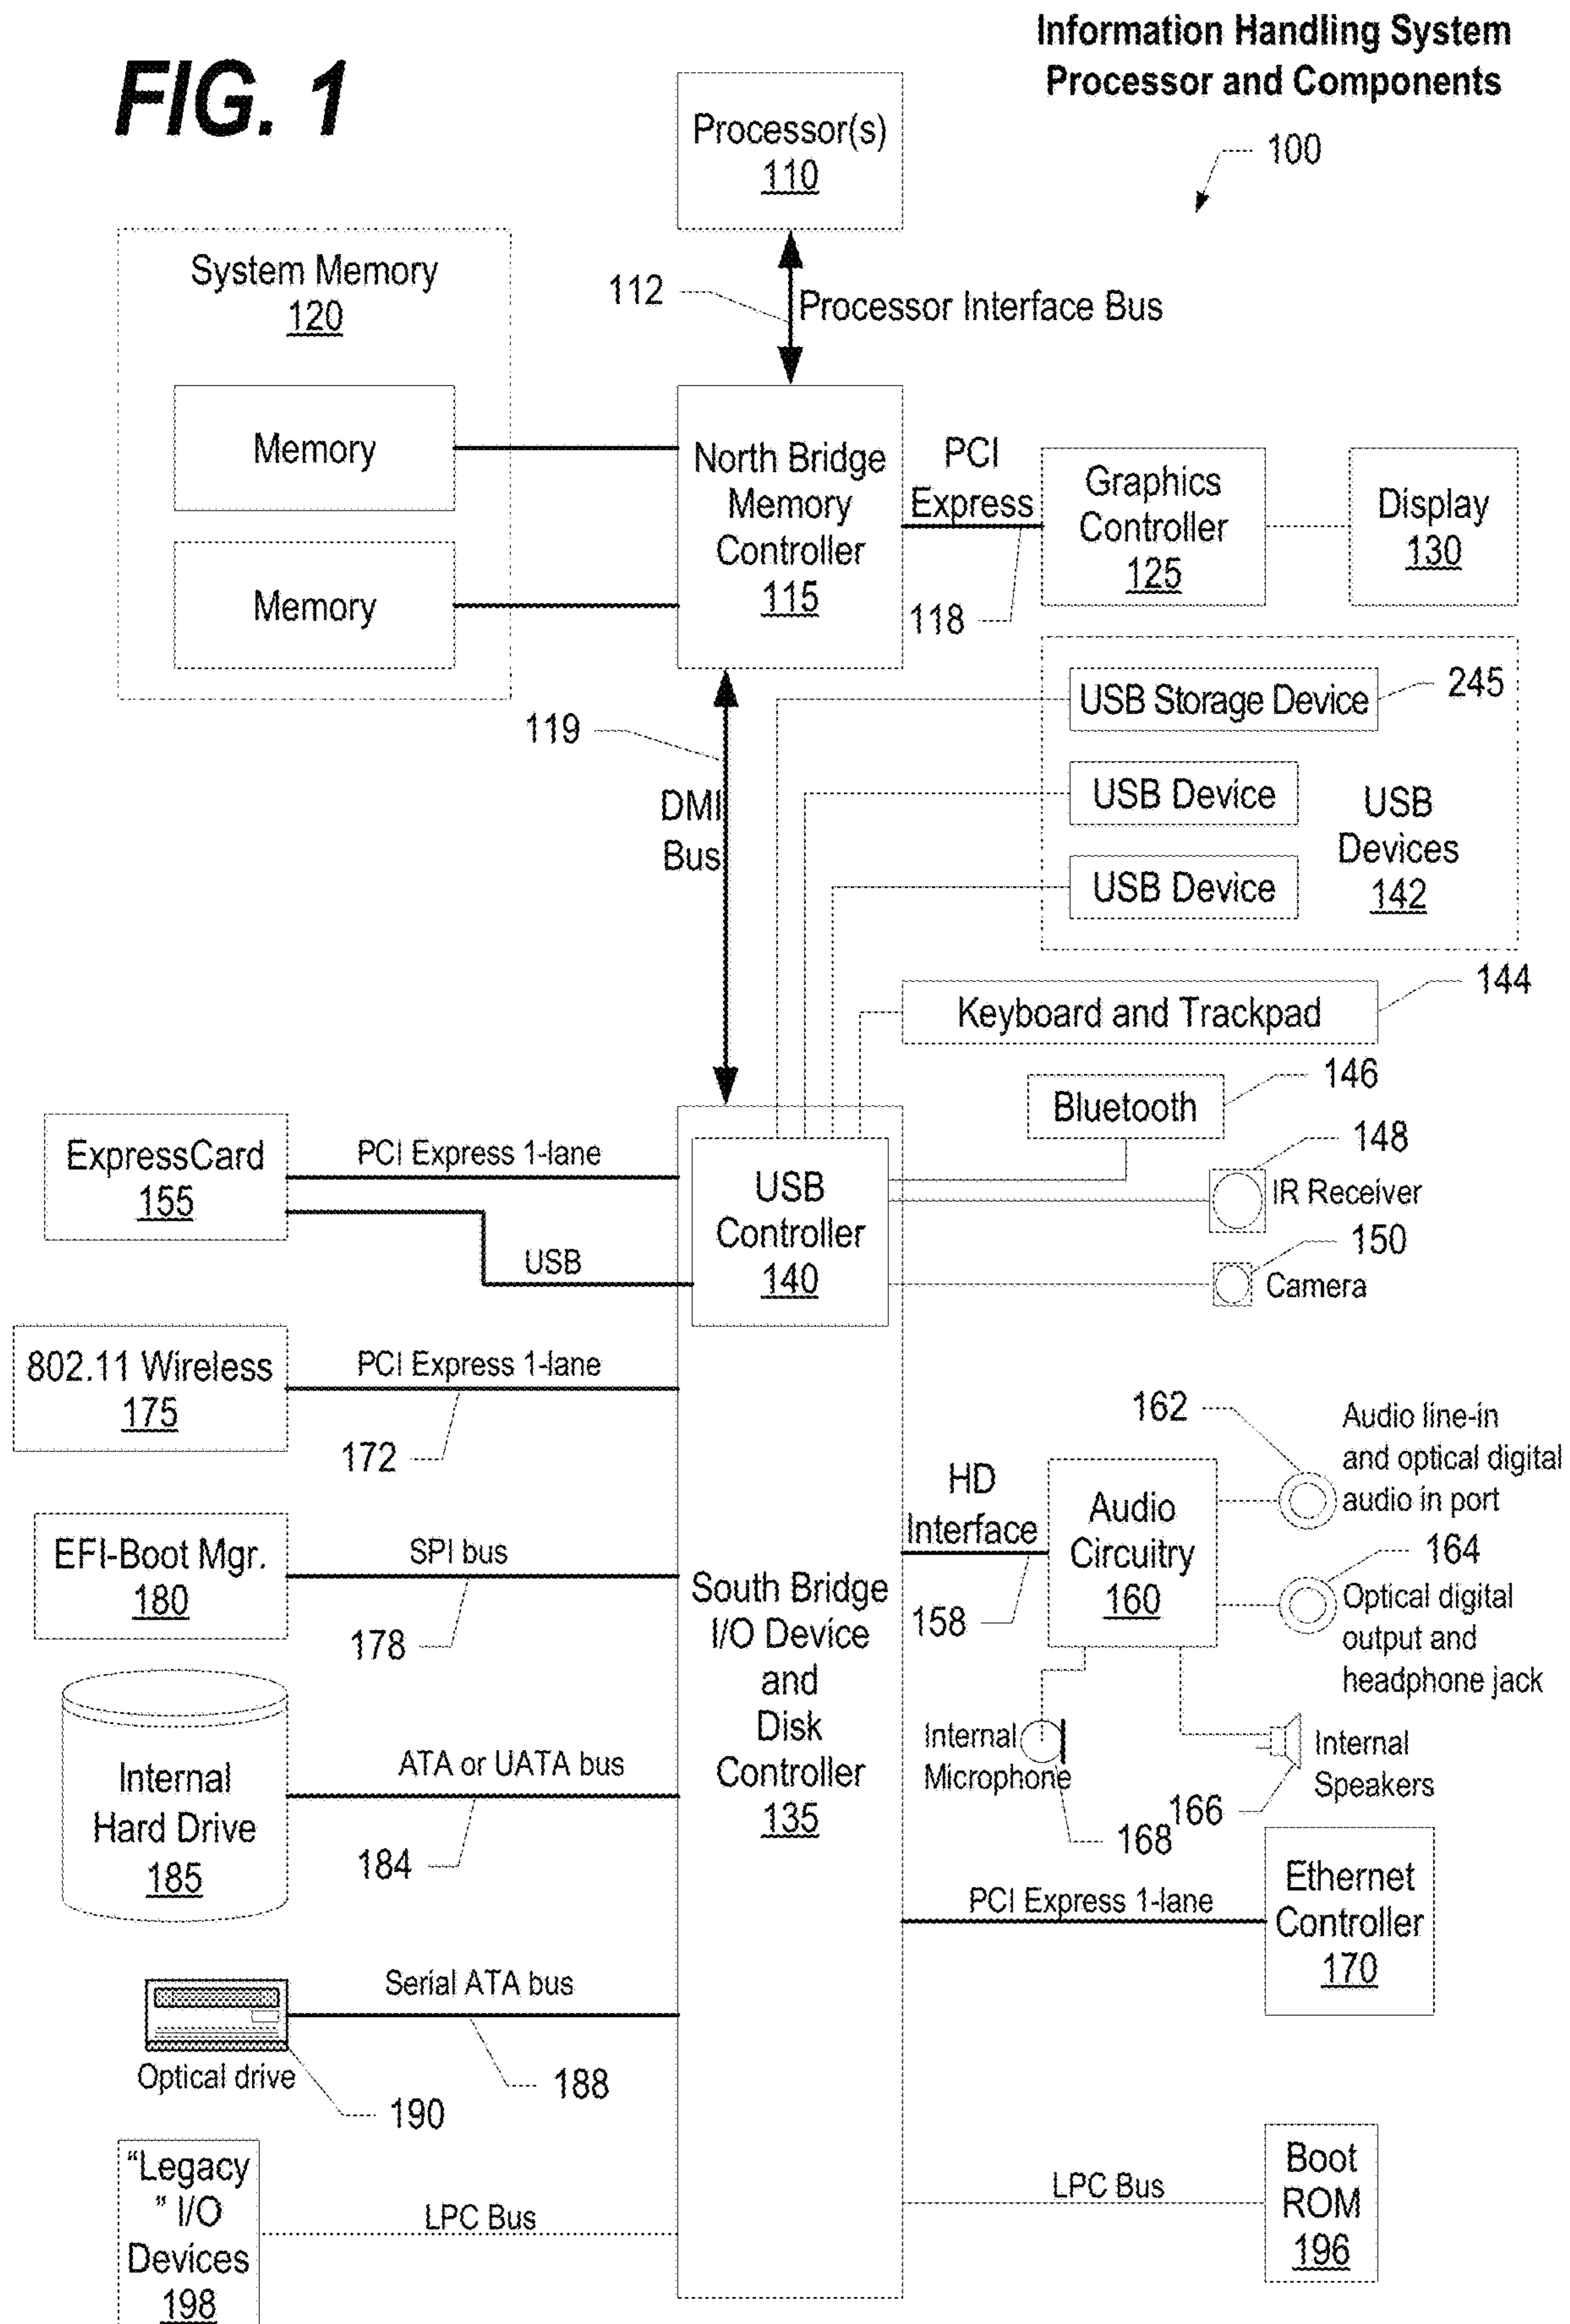 Information Handling System
Processor and Components
FIG. 1
100
Processor(s)
110
System Memory
120
112
Processor Interface Bus
Memory
Memory
North Bridge
Memory
Controller
115
PCI
Express
118
Graphics
Controller
125
Display
130
119
DMI
Bus
USB Storage Device
245
USB Device
USB Device
USB
Devices
142
Keyboard and Trackpad
144
Bluetooth
146
148
IR Receiver
150
Camera
ExpressCard
155
PCI Express 1-lane
USB
USB
Controller
140
802.11 Wireless
175
PCI Express 1-lane
172
162
Audio line-in
and optical digital
audio in port
HD
Interface
158
Audio
Circuitry
160
164
Optical digital
output and
headphone jack
EFI-Boot Mgr.
180
SPI bus
178
South Bridge
I/O Device
and
Disk
Controller
135
Internal
Microphone
168
166
Internal
Speakers
Internal
Hard Drive
185
ATA or UATA bus
184
PCI Express 1-lane
Ethernet
Controller
170
Serial ATA bus
188
Optical drive
190
“Legacy
” I/O
Devices
198
LPC Bus
LPC Bus
Boot
ROM
196